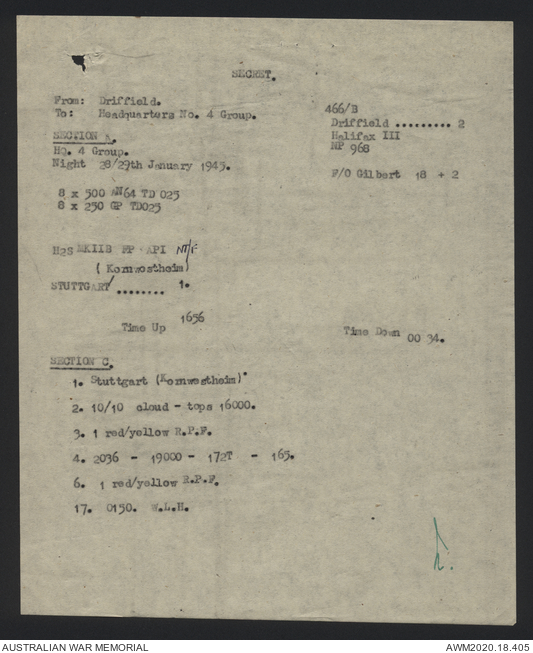 SECRET.
From: Driffield.
To: Headquarters No. 4 Group.
466/B
Driffield ......... 2
Halifax III
NP 968
SECTION A.
HQ. 4 Group.
Night 28/29th January 1945.
F/O Gilbert 18 + 2
8 x 500 AN64 TD 025
8 x 250 GP TD025
H2S MKIIB FP API NT/F
(Kornwestheim)
STUTTGART/........ 1.
Time Up 1656
Time Down 00 34.
SECTION C.
1. Stuttgart (Kornwestheim)
2. 10/10 cloud - tops 16000.
3. 1 red/yellow R.P.F.
4. 2036 - 19000 - 172T - 165.
6. 1 red/yellow R.P.F.
17. 0150. W.L.H.
AUSTRALIAN WAR MEMORIAL
AWM2020.18.405